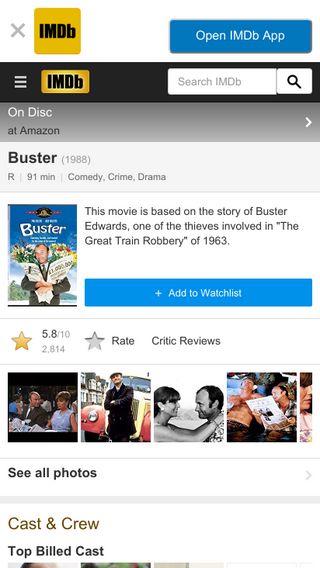 IMDb
Open IMDb App
IMDb
Search IMDb
On Disc
at Amazon
Buster (1988)
R | 91 min | Comedy, Crime, Drama
Buster
This movie is based on the story of Buster
Edwards, one of the thieves involved in "The
Great Train Robbery" of 1963.
+ Add to Watchlist
5.8/10
2,814
Rate
Critic Reviews
See all photos
Cast & Crew
Top Billed Cast